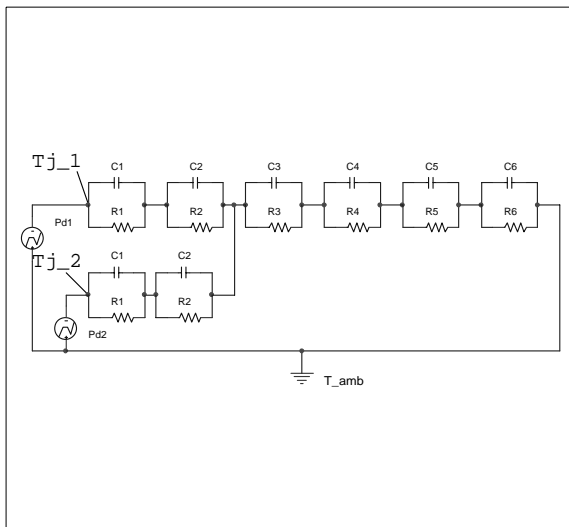 C1 C2 C3 C4 C5 C6
Tj_1
R1 R2 R3 R4 R5 R6
Pd1
Tj_2
C1 C2
R1 R2
Pd2
T_amb